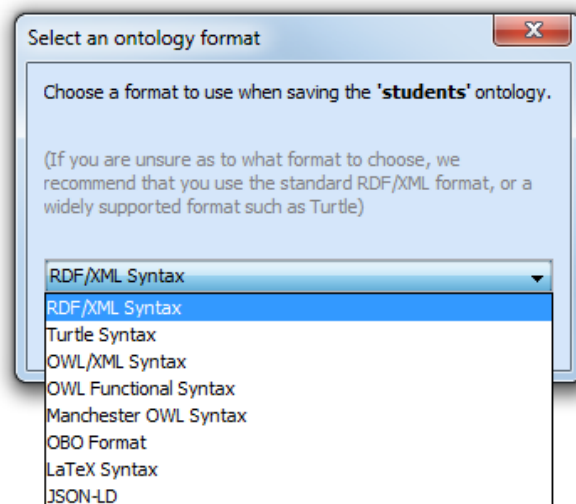 Select an ontology format
Choose a format to use when saving the 'students' ontology.
(If you are unsure as to what format to choose, we
recommend that you use the standard RDF/XML format, or a
widely supported format such as Turtle)
RDF/XML Syntax
RDF/XML Syntax
Turtle Syntax
OWL/XML Syntax
OWL Functional Syntax
Manchester OWL Syntax
OBO Format
LaTeX Syntax
JSON-LD